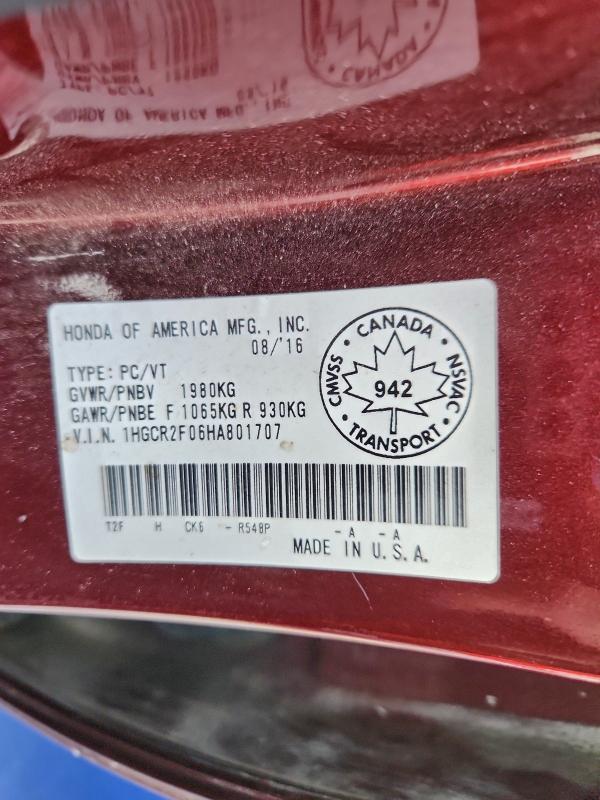 HONDA OF AMERICA MFG., INC.
08/'16
TYPE: PC/VT
GVWR/PNBV 1980KG
GAWR/PNBE F 1065KG R 930KG
V.I.N. 1HGCR2F06HA801707
CANADA
CMVSS
942
NSVAC
TRANSPORT
T2F H CK6 - R548P - A - A
MADE IN U.S.A.